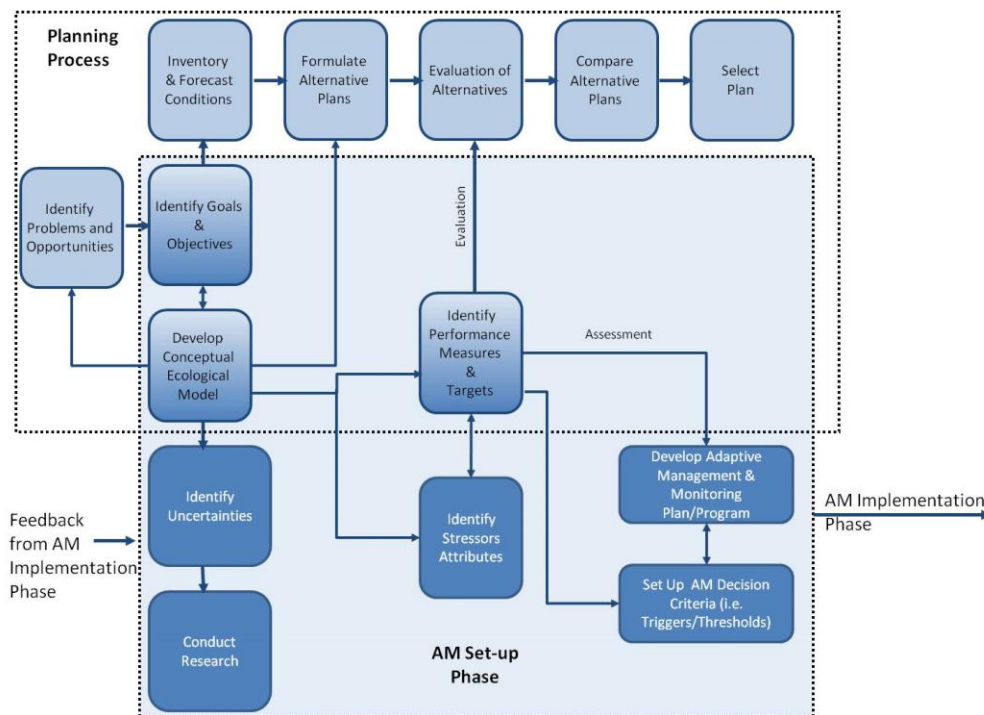 Planning
Process
Inventory
& Forecast
Conditions
Formulate
Alternative
Plans
Evaluation of
Alternatives
Compare
Alternative
Plans
Select
Plan
Identify
Problems and
Opportunities
Identify Goals
&
Objectives
Evaluation
Develop
Conceptual
Ecological
Model
Identify
Performance
Measures
&
Targets
Assessment
Identify
Uncertainties
Identify
Stressors
Attributes
Develop Adaptive
Management &
Monitoring
Plan/Program
AM Implementation
Phase
Feedback
from AM
Implementation
Phase
Conduct
Research
Set Up AM Decision
Criteria (i.e.
Triggers/Thresholds)
AM Set-up
Phase